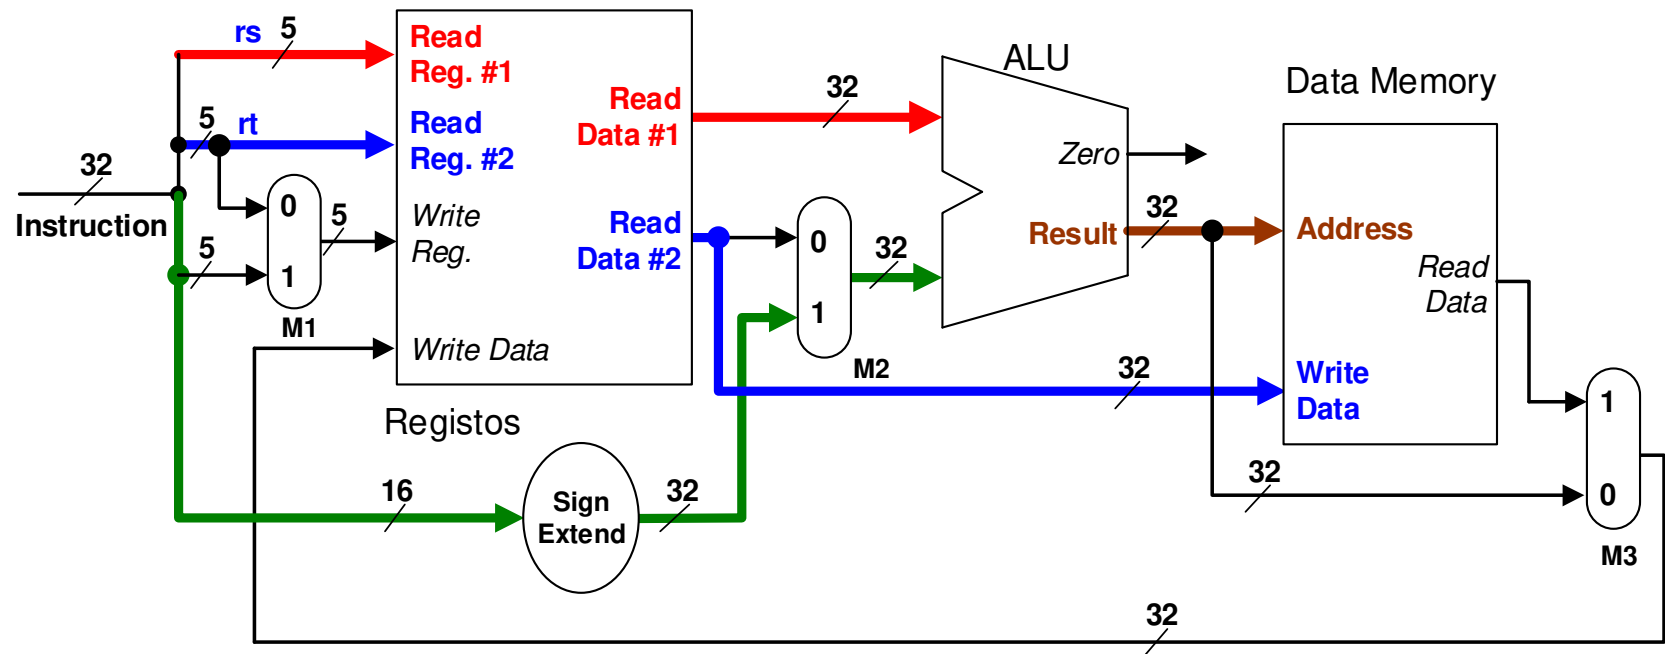 rs
5
Read
Reg. #1
5
rt
Read
Reg. #2
32
Instruction
0
1
M1
5
5
Write
Reg.
Write Data
Read
Data #1
Read
Data #2
Registos
16
Sign
Extend
32
32
0
1
M2
32
ALU
Zero
Result
32
32
Data Memory
Address
Read
Data
Write
Data
32
1
0
M3
32